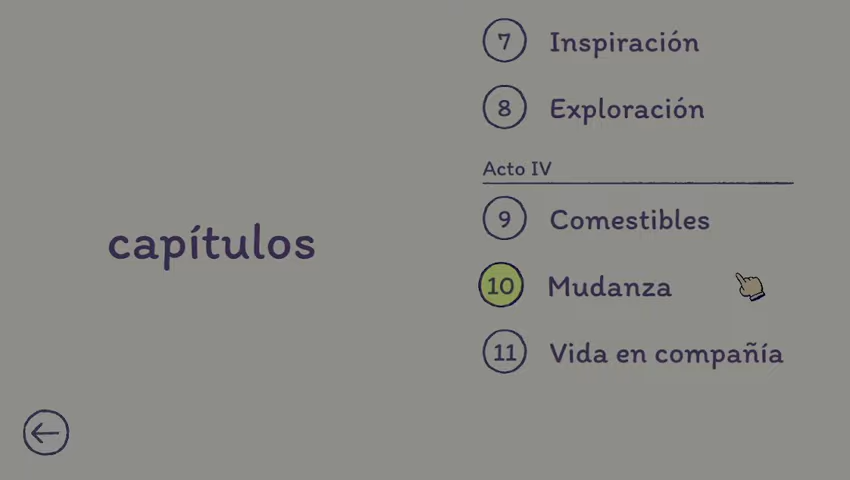 capítulos
7 Inspiración
8 Exploración
Acto IV
9 Comestibles
10 Mudanza
11 Vida en compañía